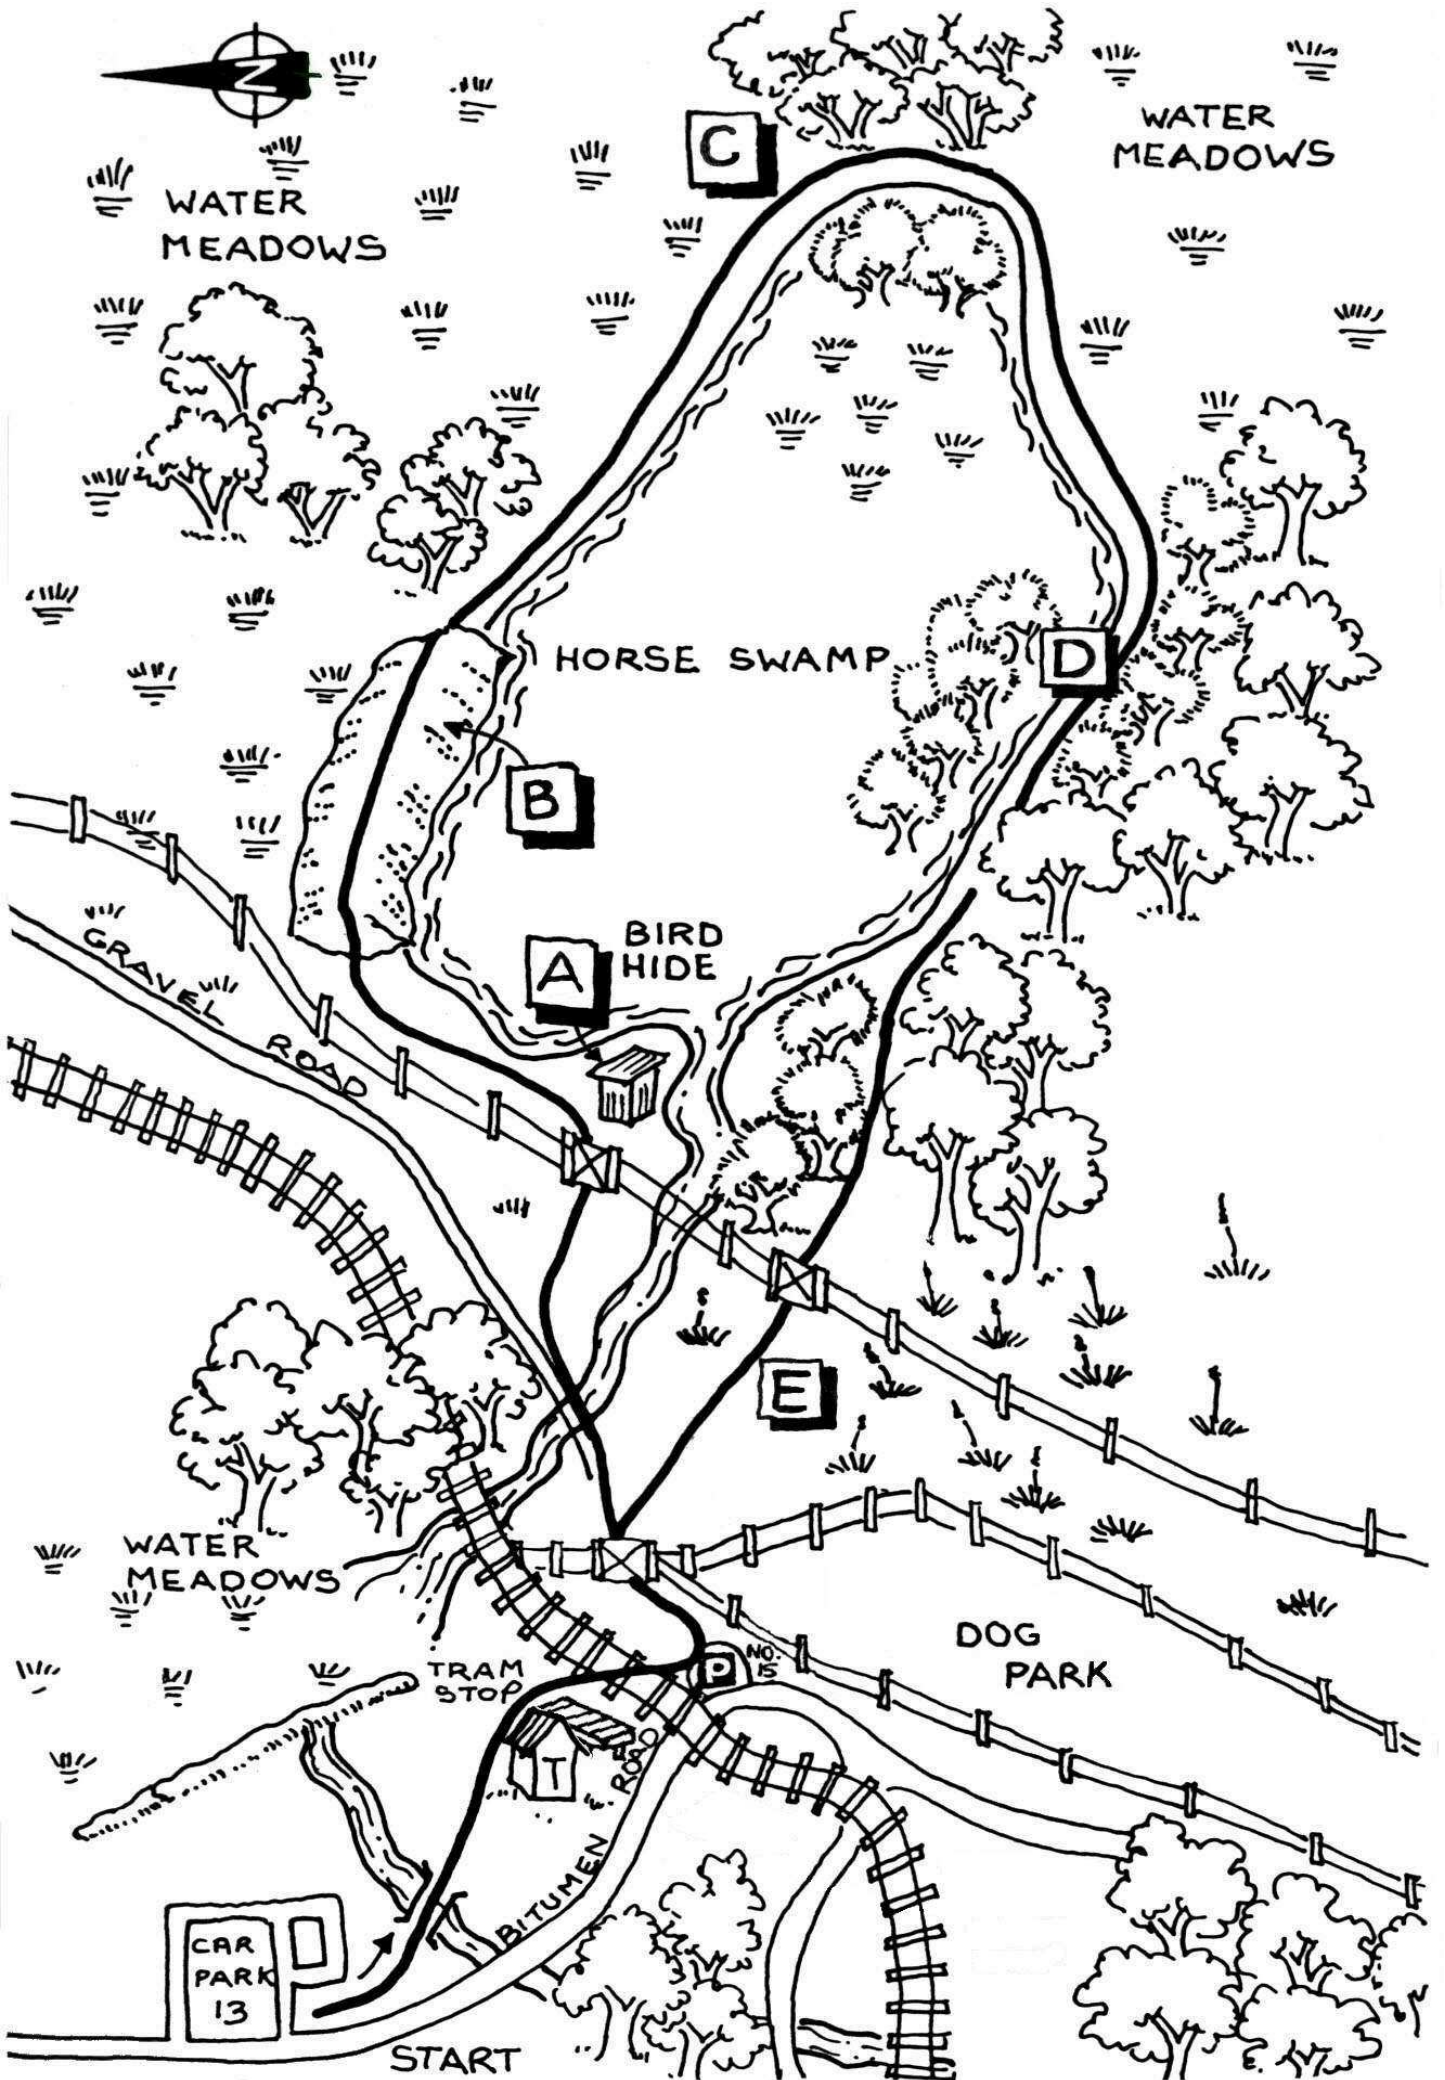 N
C
WATER
MEADOWS
WATER
MEADOWS
HORSE SWAMP
D
B
BIRD
HIDE
A
GRAVEL
ROAD
E
WATER
MEADOWS
DOG
PARK
TRAM
STOP
P
NO.
15
T
BITUMEN ROAD
CAR
PARK
13
START